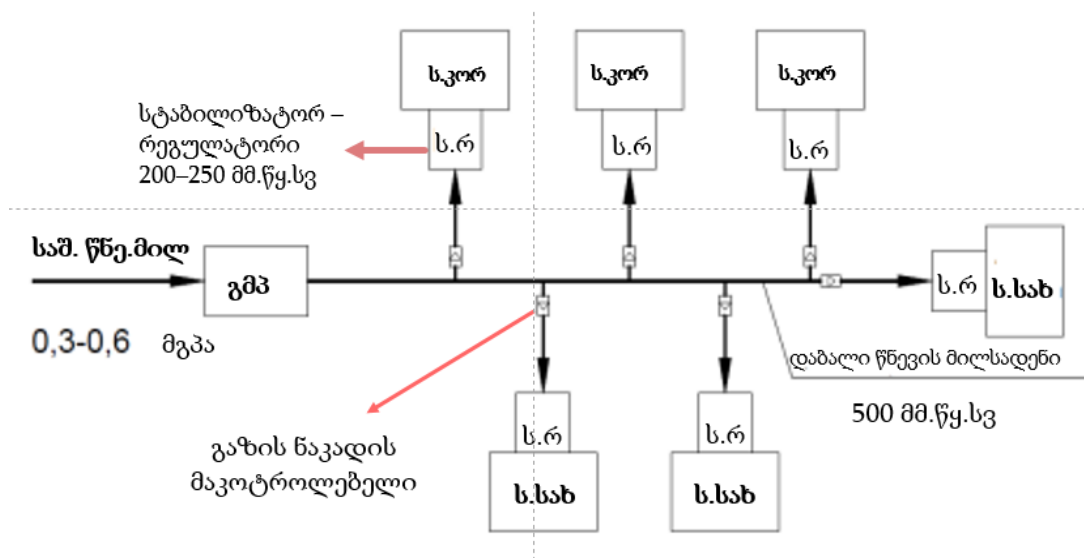 ს.კორ
ს.კორ
ს.კორ
სტაბილიზატორ –
რეგულატორი
200–250 მმ.წყ.სვ
ს.რ
ს.რ
ს.რ
საშ. წნე.მილ
გმპ
0,3-0,6 მგპა
ს.რ
ს.სახ
დაბალი წნევის მილსადენი
500 მმ.წყ.სვ
ს.რ
ს.რ
გაზის ნაკადის
მაკოტროლებელი
ს.სახ
ს.სახ